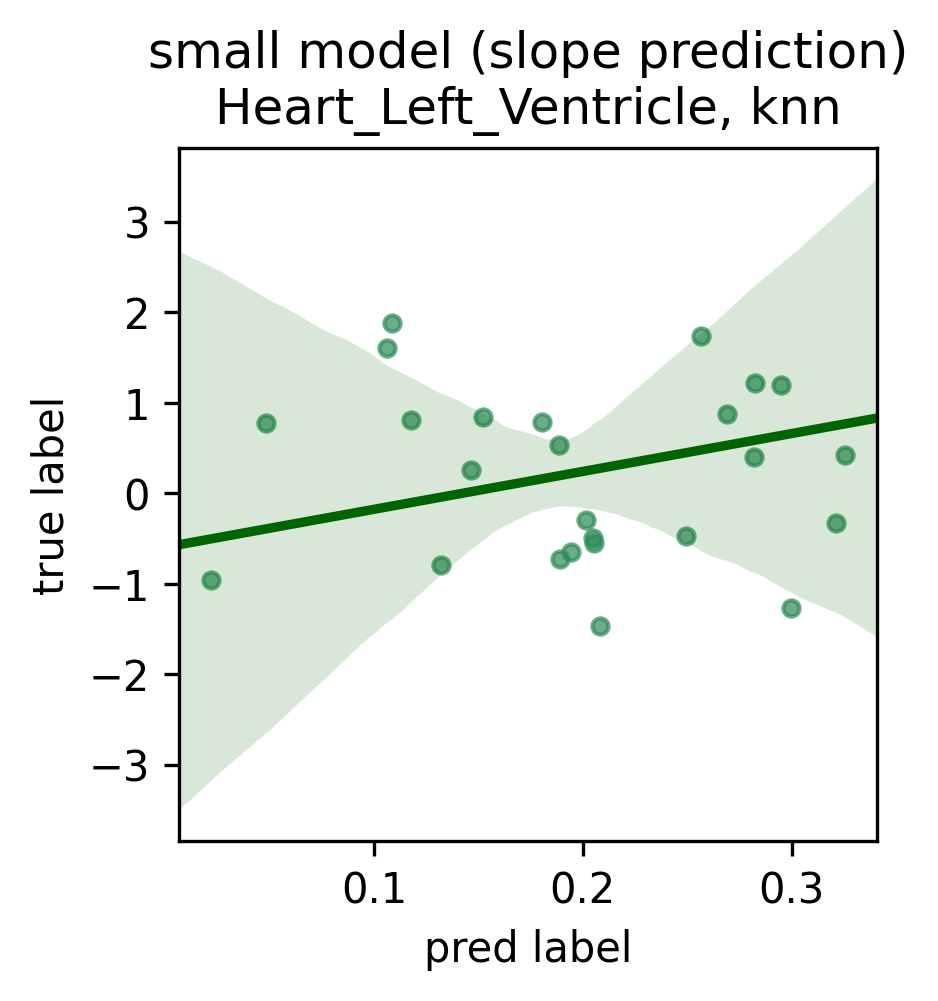 small model (slope prediction)
Heart_Left_Ventricle, knn
3
2
1
0
−1
−2
−3
true label
0.1
0.2
0.3
pred label